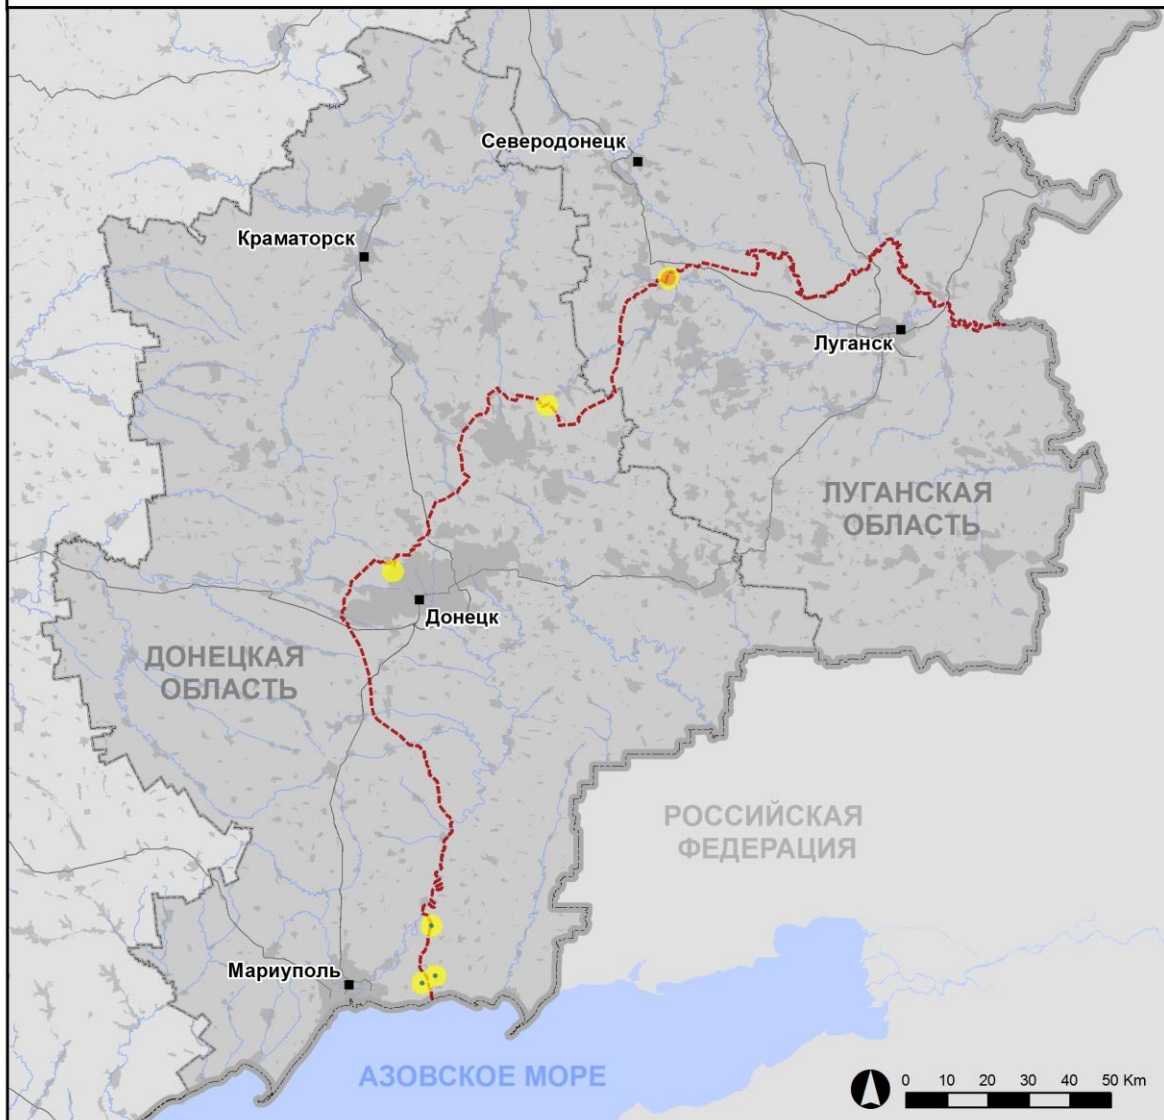 Северодонецк
Краматорск
Луганск
ЛУГАНСКАЯ
ОБЛАСТЬ
Донецк
ДОНЕЦКАЯ
ОБЛАСТЬ
РОССИЙСКАЯ
ФЕДЕРАЦИЯ
Мариуполь
АЗОВСКОЕ МОРЕ
0 10 20 30 40 50 Km